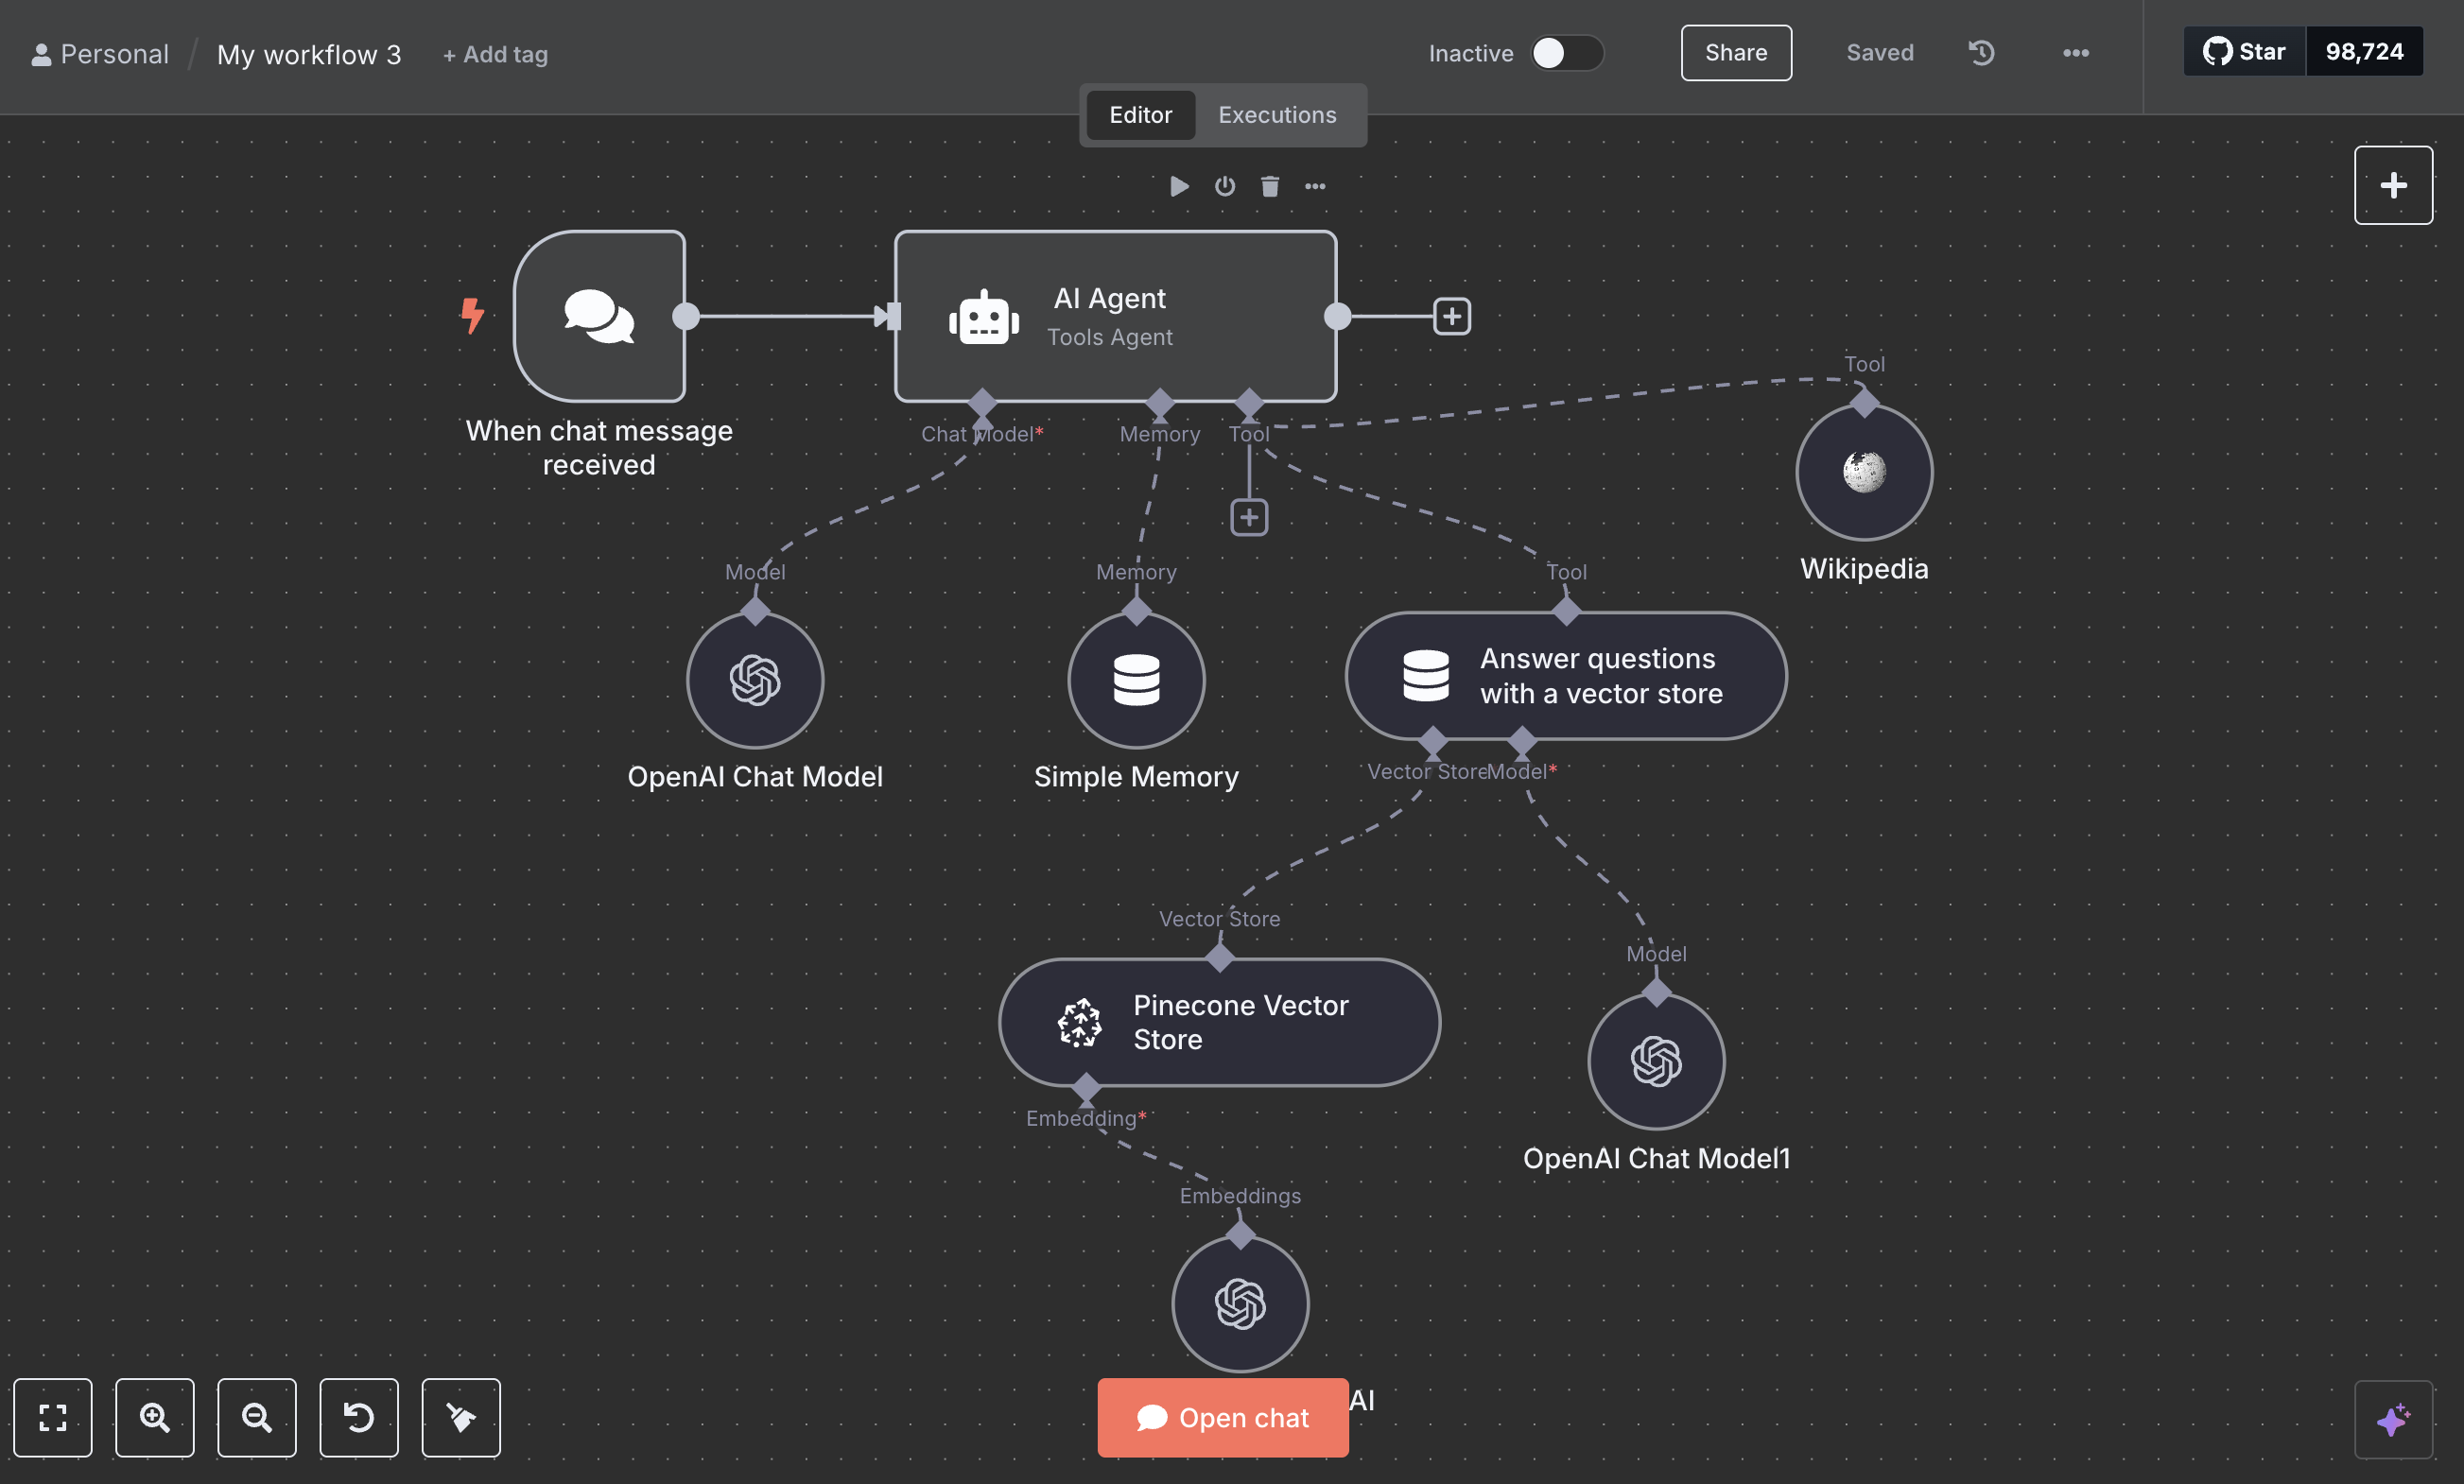 Personal / My workflow 3 + Add tag
Inactive Share Saved Star 98,724
Editor Executions
AI Agent
Tools Agent
When chat message
received
Chat Model* Memory Tool
Tool
Wikipedia
Model Memory Tool
Answer questions
with a vector store
OpenAI Chat Model
Simple Memory
Vector Store Model*
Vector Store
Model
Pinecone Vector
Store
Embedding*
OpenAI Chat Model1
Embeddings
AI
Open chat